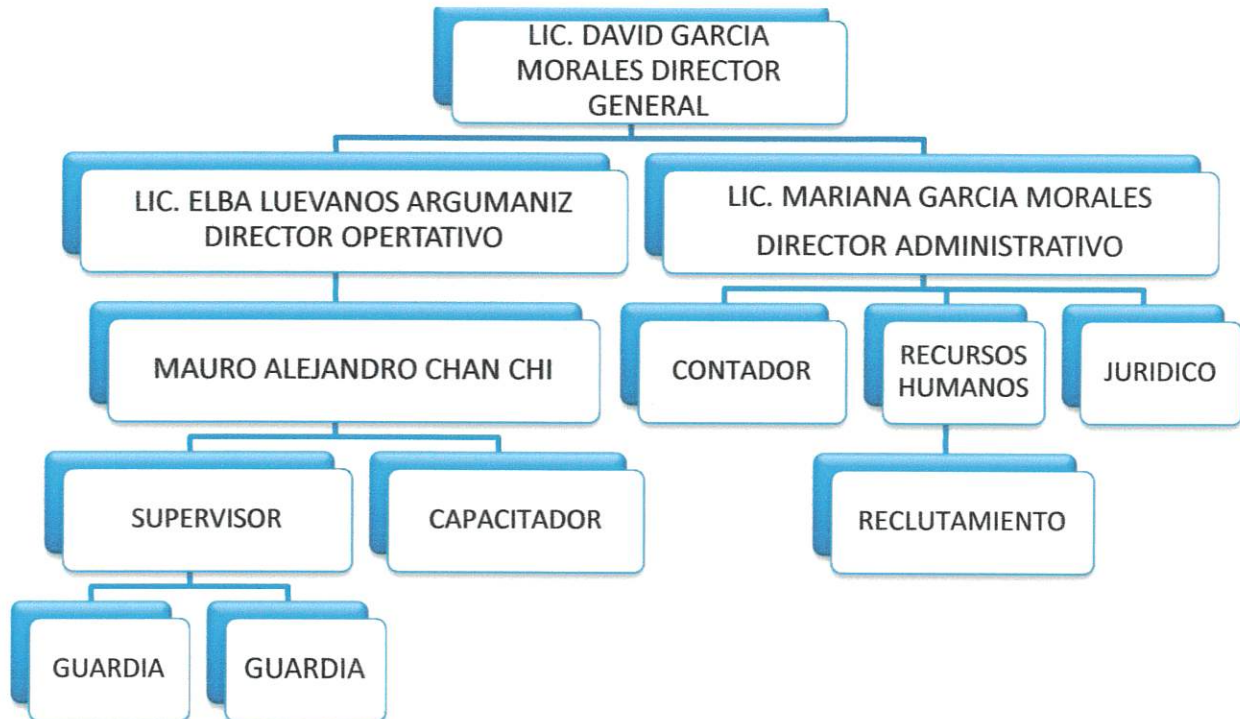 LIC. DAVID GARCIA
MORALES DIRECTOR
GENERAL
LIC. ELBA LUEVANOS ARGUMANIZ
DIRECTOR OPERTATIVO
LIC. MARIANA GARCIA MORALES
DIRECTOR ADMINISTRATIVO
MAURO ALEJANDRO CHAN CHI
CONTADOR
RECURSOS
HUMANOS
JURIDICO
SUPERVISOR
CAPACITADOR
RECLUTAMIENTO
GUARDIA
GUARDIA